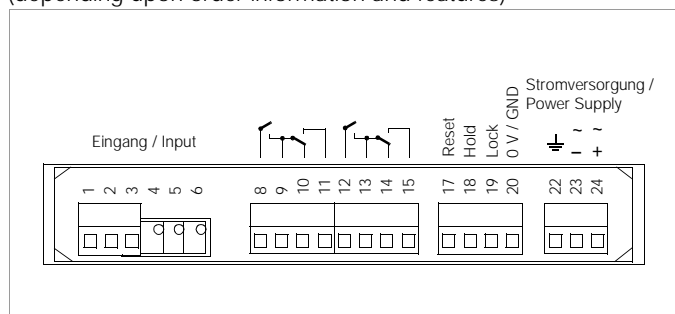 (depending upon order information and features)
Stromversorgung /
Power Supply
Eingang / Input
Reset
Hold
Lock
0 V / GND
~ ~
– +
1 2 3 4 5 6 8 9 10 11 12 13 14 15 17 18 19 20 22 23 24